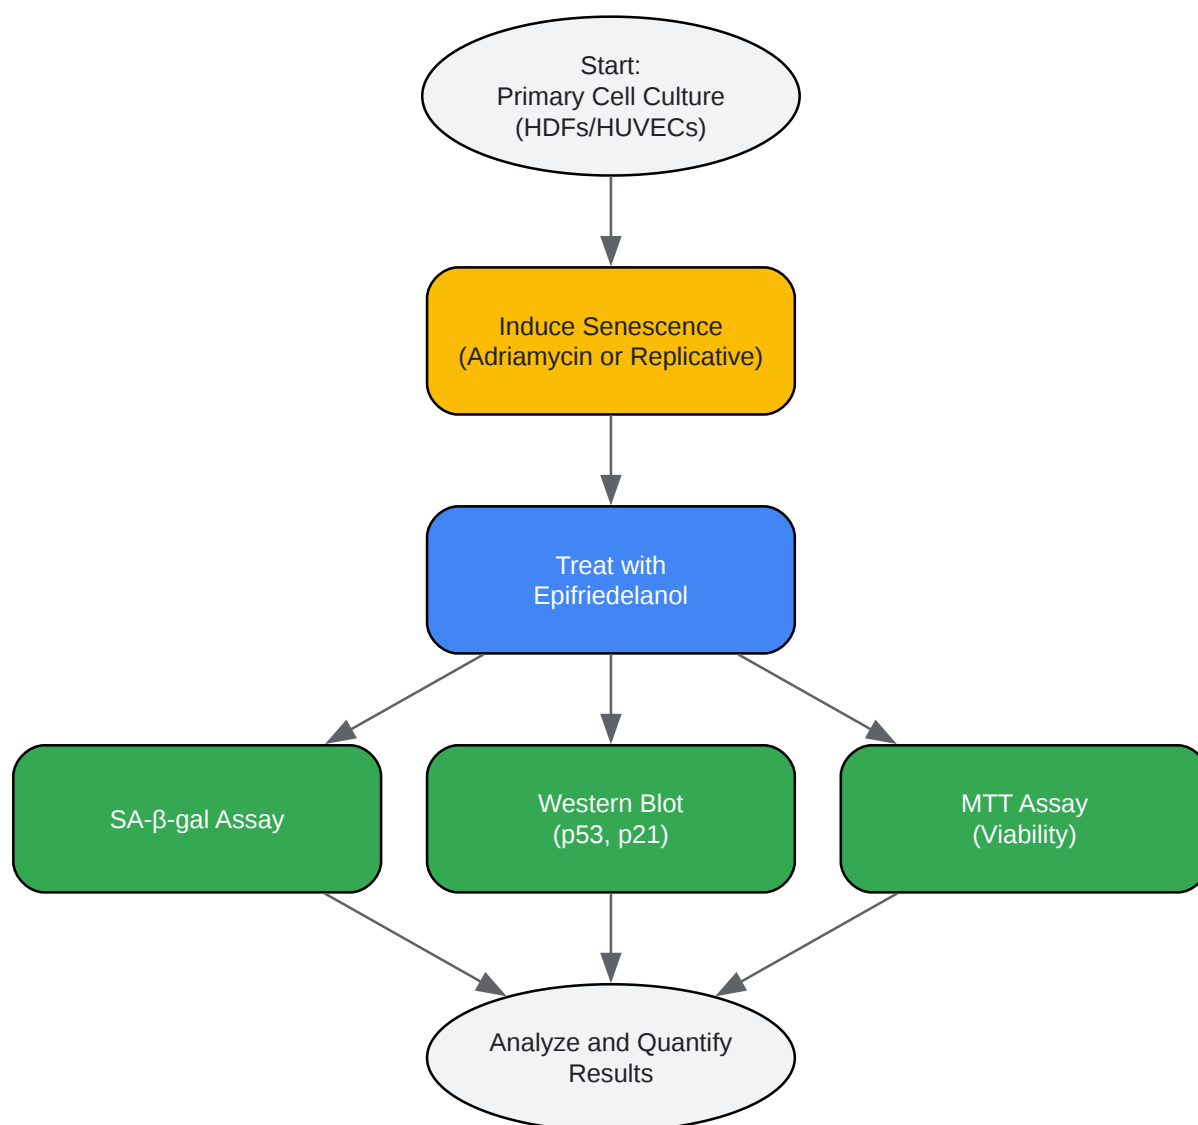 Start:
Primary Cell Culture
(HDFs/HUVECs)
Induce Senescence
(Adriamycin or Replicative)
Treat with
Epifriedelanol
SA-β-gal Assay
Western Blot
(p53, p21)
MTT Assay
(Viability)
Analyze and Quantify
Results